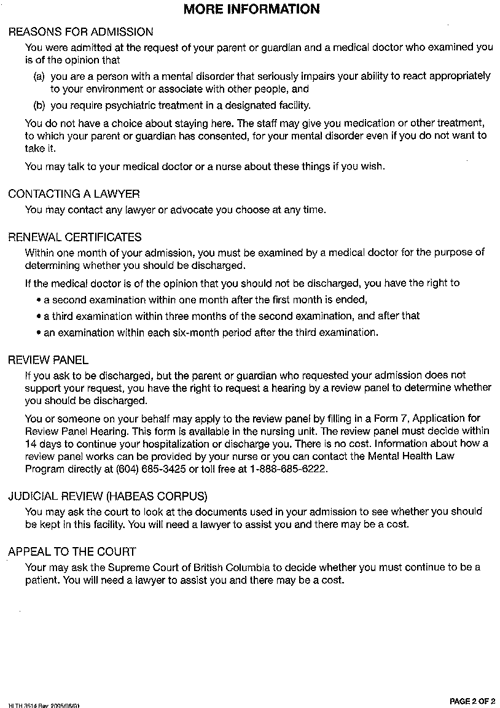 MORE INFORMATION
REASONS FOR ADMISSION
You were admitted at the request of your parent or guardian and a medical doctor who examined you
is of the opinion that
(a) you are a person with a mental disorder that seriously impairs your ability to react appropriately
to your environment or associate with other people, and
(b) you require psychiatric treatment in a designated facility.
You do not have a choice about staying here. The staff may give you medication or other treatment,
to which your parent or guardian has consented, for your mental disorder even if you do not want to
take it.
You may talk to your medical doctor or a nurse about these things if you wish.
CONTACTING A LAWYER
You may contact any lawyer or advocate you choose at any time.
RENEWAL CERTIFICATES
Within one month of your admission, you must be examined by a medical doctor for the purpose of
determining whether you should be discharged.
If the medical doctor is of the opinion that you should not be discharged, you have the right to
• a second examination within one month after the first month is ended,
• a third examination within three months of the second examination, and after that
• an examination within each six-month period after the third examination.
REVIEW PANEL
If you ask to be discharged, but the parent or guardian who requested your admission does not
support your request, you have the right to request a hearing by a review panel to determine whether
you should be discharged.
You or someone on your behalf may apply to the review panel by filling in a Form 7, Application for
Review Panel Hearing. This form is available in the nursing unit. The review panel must decide within
14 days to continue your hospitalization or discharge you. There is no cost. Information about how a
review panel works can be provided by your nurse or you can contact the Mental Health Law
Program directly at (604) 685-3425 or toll free at 1-888-685-6222.
JUDICIAL REVIEW (HABEAS CORPUS)
You may ask the court to look at the documents used in your admission to see whether you should
be kept in this facility. You will need a lawyer to assist you and there may be a cost.
APPEAL TO THE COURT
Your may ask the Supreme Court of British Columbia to decide whether you must continue to be a
patient. You will need a lawyer to assist you and there may be a cost.
HLTH 3514 Rev.
PAGE 2 OF 2